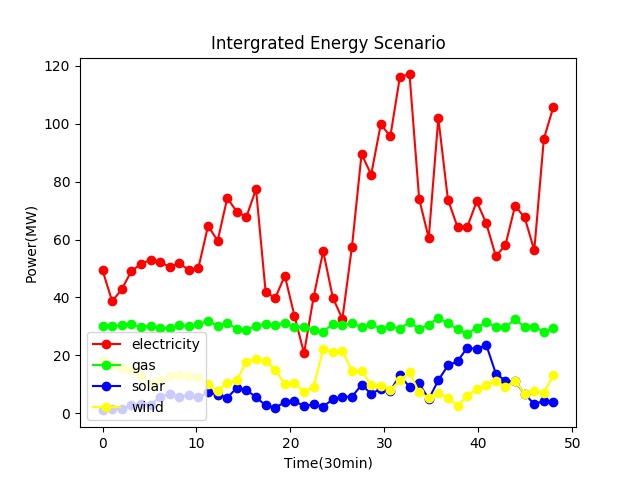 Intergrated Energy Scenario
Power(MW)
120
100
80
60
40
20
0
electricity
gas
solar
wind
0 10 20 30 40 50
Time(30min)